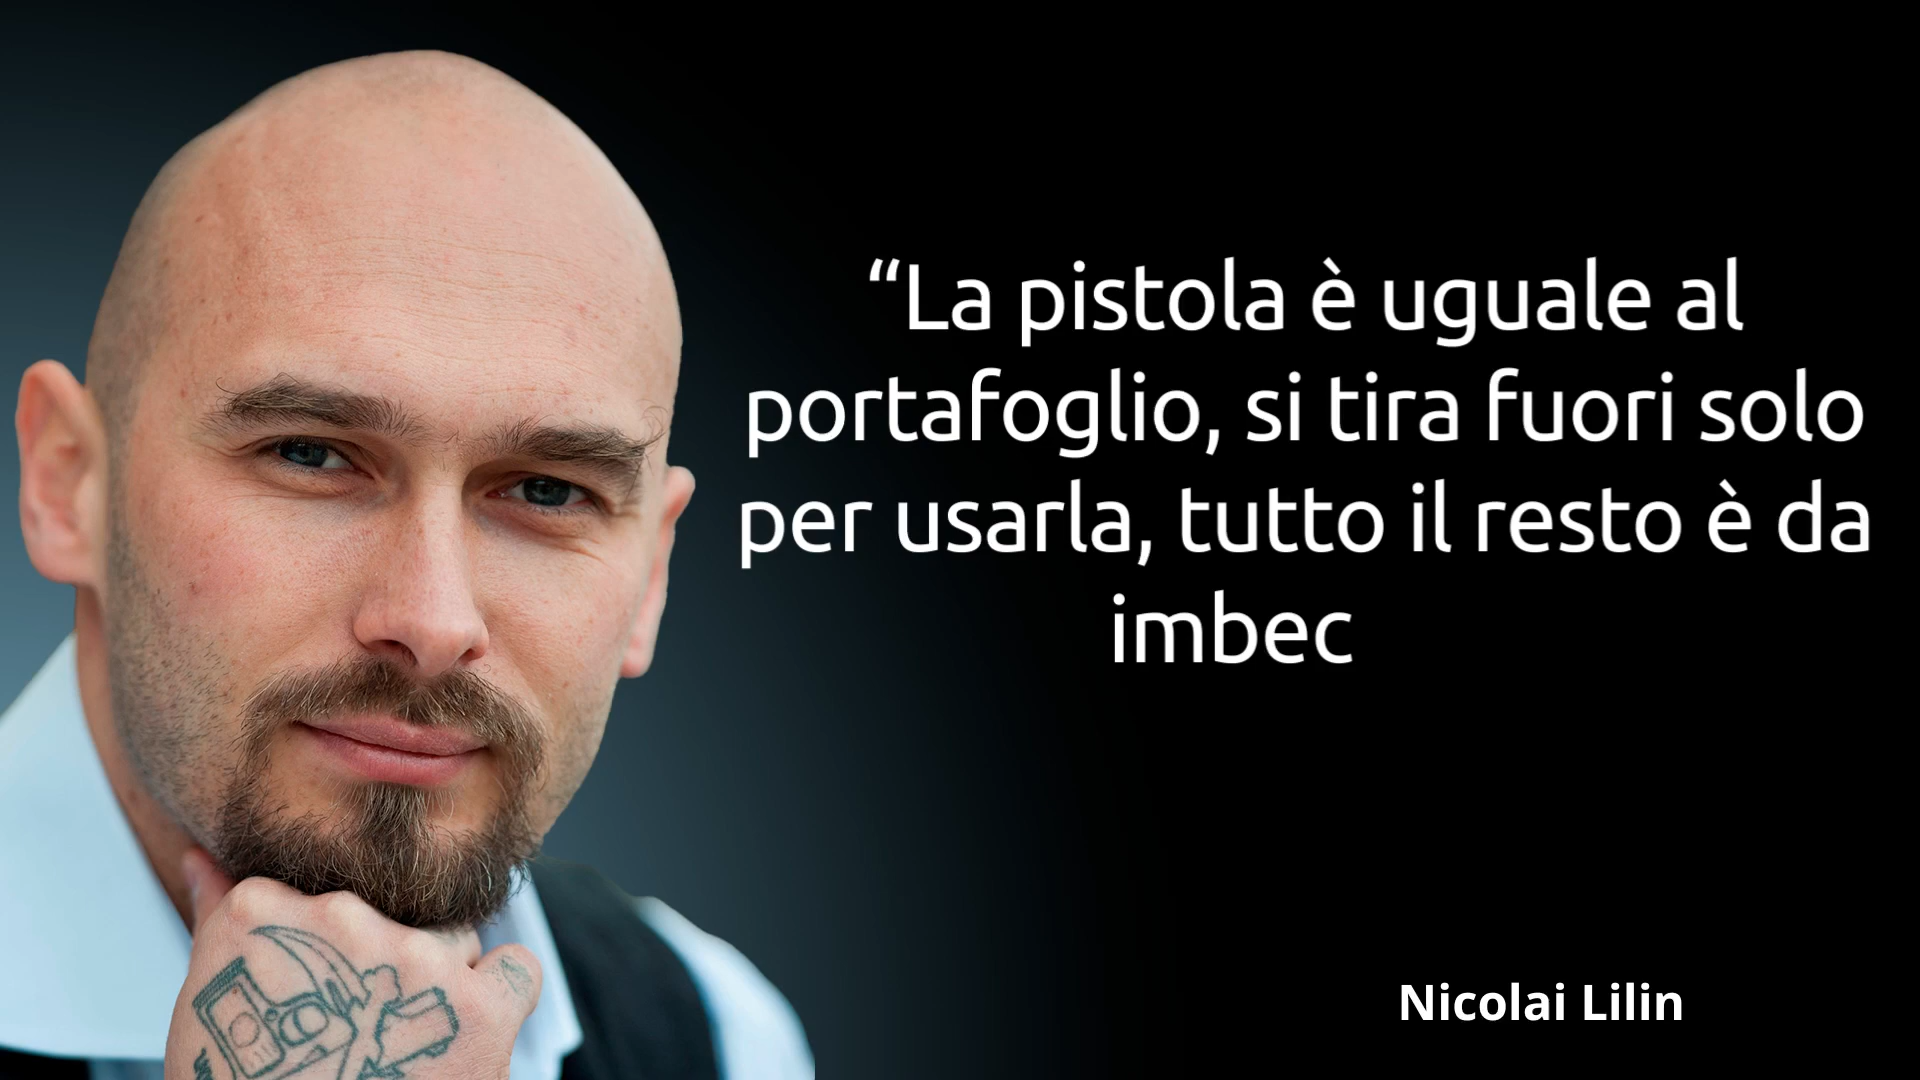 “La pistola è uguale al
portafoglio, si tira fuori solo
per usarla, tutto il resto è da
imbec
Nicolai Lilin